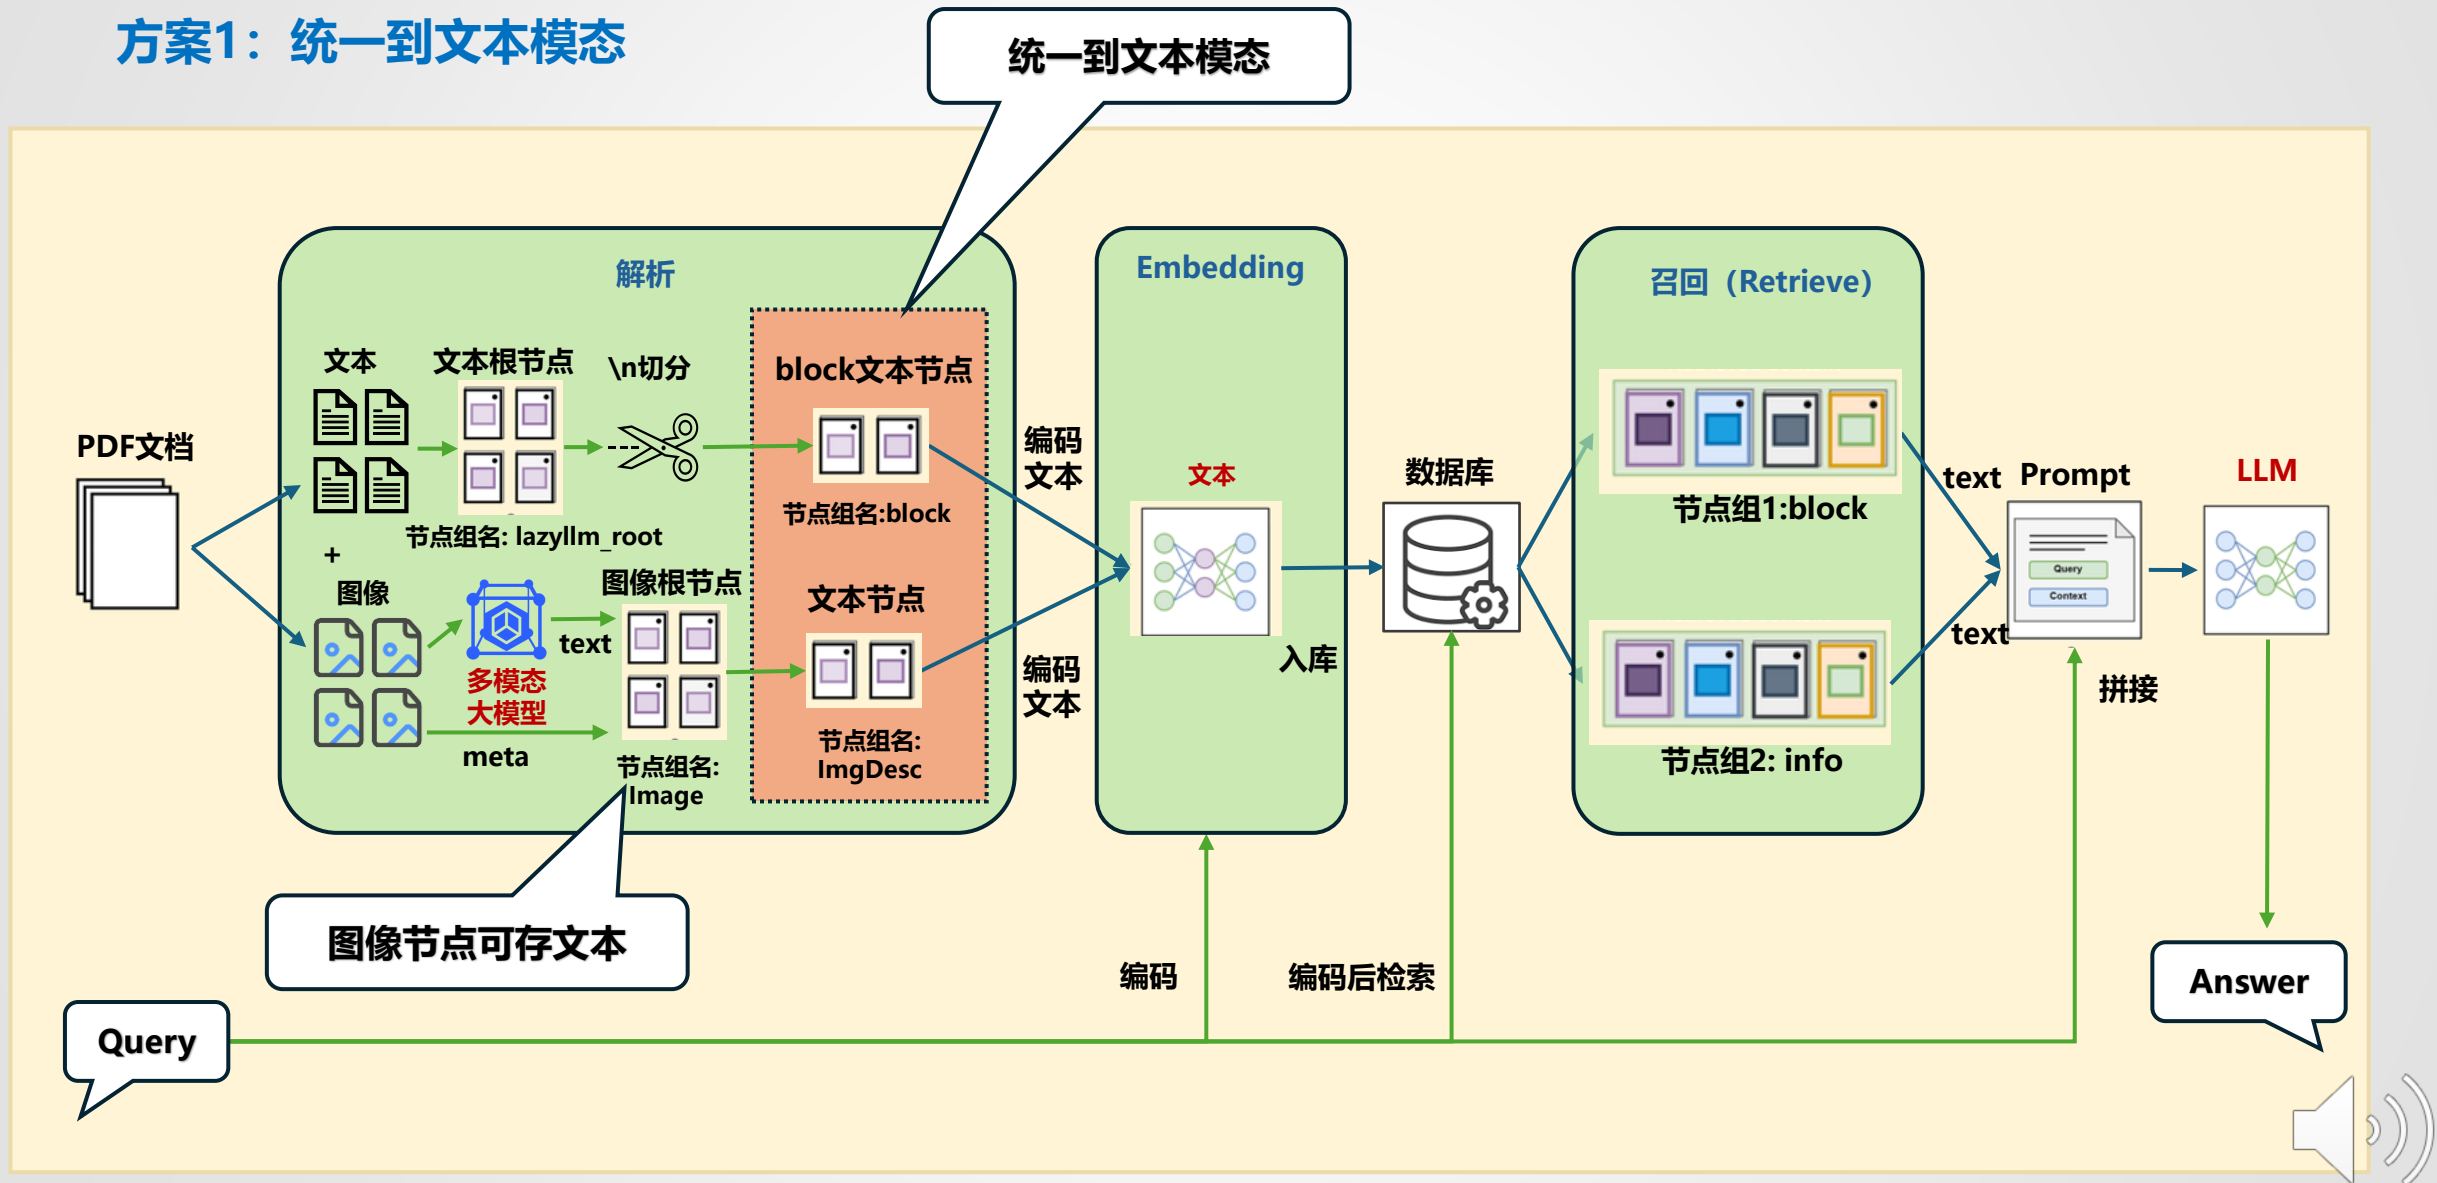 方案1：统一到文本模态
统一到文本模态
解析
Embedding
召回（Retrieve）
文本
文本根节点
\n切分
block文本节点
PDF文档
节点组名: lazyllm_root
节点组名:block
+
图像
多模态
大模型
text
meta
图像根节点
节点组名:
Image
文本节点
节点组名:
ImgDesc
编码
文本
编码
文本
文本
入库
数据库
节点组1:block
节点组2: info
text
text
Prompt
Query
Context
拼接
LLM
图像节点可存文本
编码
编码后检索
Query
Answer